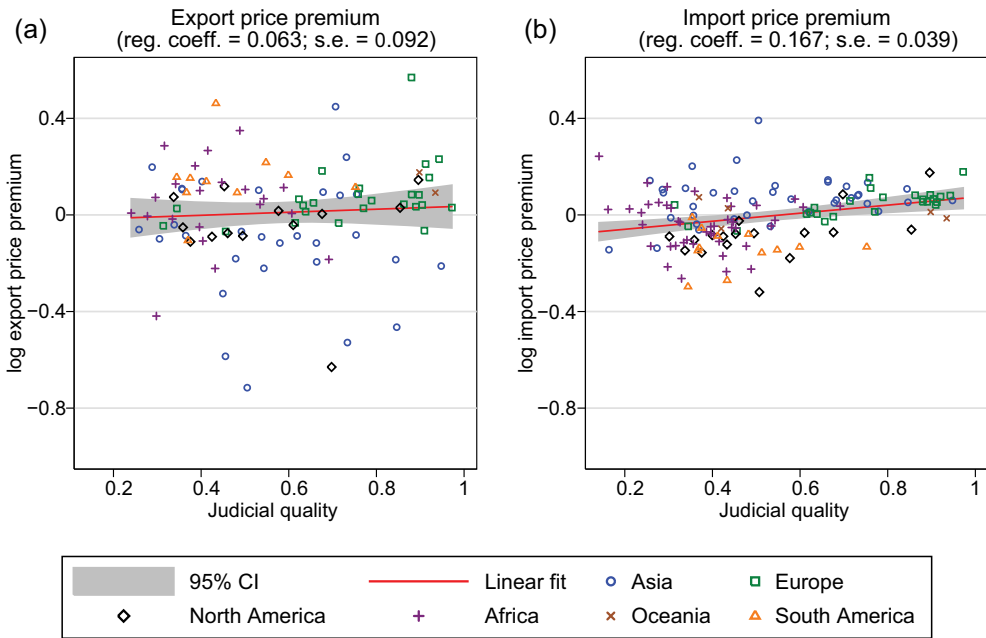 (a)
Export price premium
(reg. coeff. = 0.063; s.e. = 0.092)
log export price premium
0.4
0
−0.4
−0.8
0.2 0.4 0.6 0.8 1
Judicial quality
(b)
Import price premium
(reg. coeff. = 0.167; s.e. = 0.039)
log import price premium
0.4
0
−0.4
−0.8
0.2 0.4 0.6 0.8 1
Judicial quality
95% CI Linear fit Asia Europe
North America Africa Oceania South America